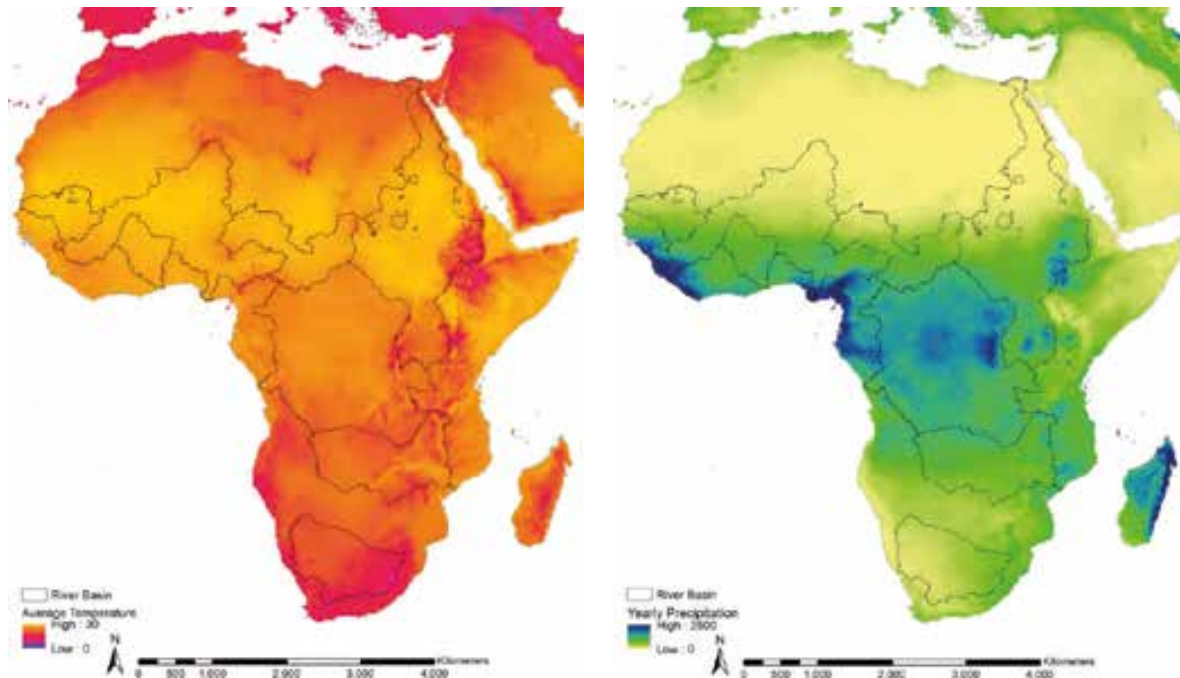 River Basin
Average Temperature
High : 30
Low : 0
N
Kilometers
0 500 1,000 2,000 3,000 4,000
River Basin
Yearly Precipitation
High : 2500
Low : 0
N
Kilometers
0 500 1,000 2,000 3,000 4,000